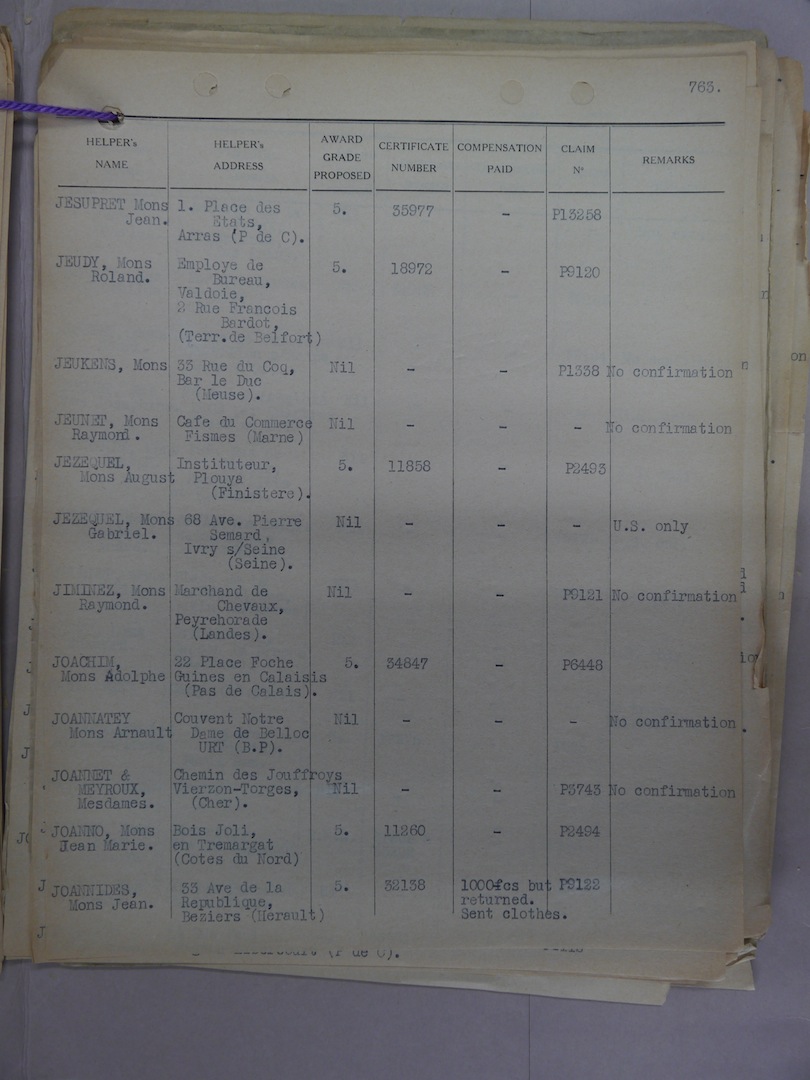 763.
HELPER's NAME HELPER's ADDRESS AWARD GRADE PROPOSED CERTIFICATE NUMBER COMPENSATION PAID CLAIM Nº REMARKS
JESUPRET Mons 1. Place des 5. 35977 - P13258
Jean. Etats,
Arras (P de C).
JEUDY, Mons Employe de 5. 18972 - P9120
Roland. Bureau,
Valdoie,
2 Rue Francois
Bardot,
(Terr.de Belfort)
JEUKENS, Mons 33 Rue du Coq, Nil - - P1338 No confirmation
Bar le Duc
(Meuse).
JEUNET, Mons Cafe du Commerce Nil - - - No confirmation
Raymond. Fismes (Marne)
JEZEQUEL, Instituteur, 5. 11858 - P2493
Mons August Plouya
(Finistere).
JEZEQUEL, Mons 68 Ave. Pierre Nil - - - U.S. only
Gabriel. Semard,
Ivry s/Seine
(Seine).
JIMINEZ, Mons Marchand de Nil - - P9121 No confirmation
Raymond. Chevaux,
Peyrehorade
(Landes).
JOACHIM, 22 Place Foche 5. 34847 - P6448
Mons Adolphe Guines en Calaisis
(Pas de Calais).
JOANNATEY Couvent Notre Nil - - - No confirmation
Mons Arnault Dame de Belloc
URT (B.P).
JOANNET & Chemin des Jouffroys
MEYROUX, Vierzon-Torges, Nil - - P3743 No confirmation
Mesdames. (Cher).
JOANNO, Mons Bois Joli, 5. 11260 - P2494
Jean Marie. en Tremargat
(Cotes du Nord)
JOANNIDES, 33 Ave de la 5. 32138 1000fcs but P9122
Mons Jean. Republique, returned.
Beziers (Herault) Sent clothes.